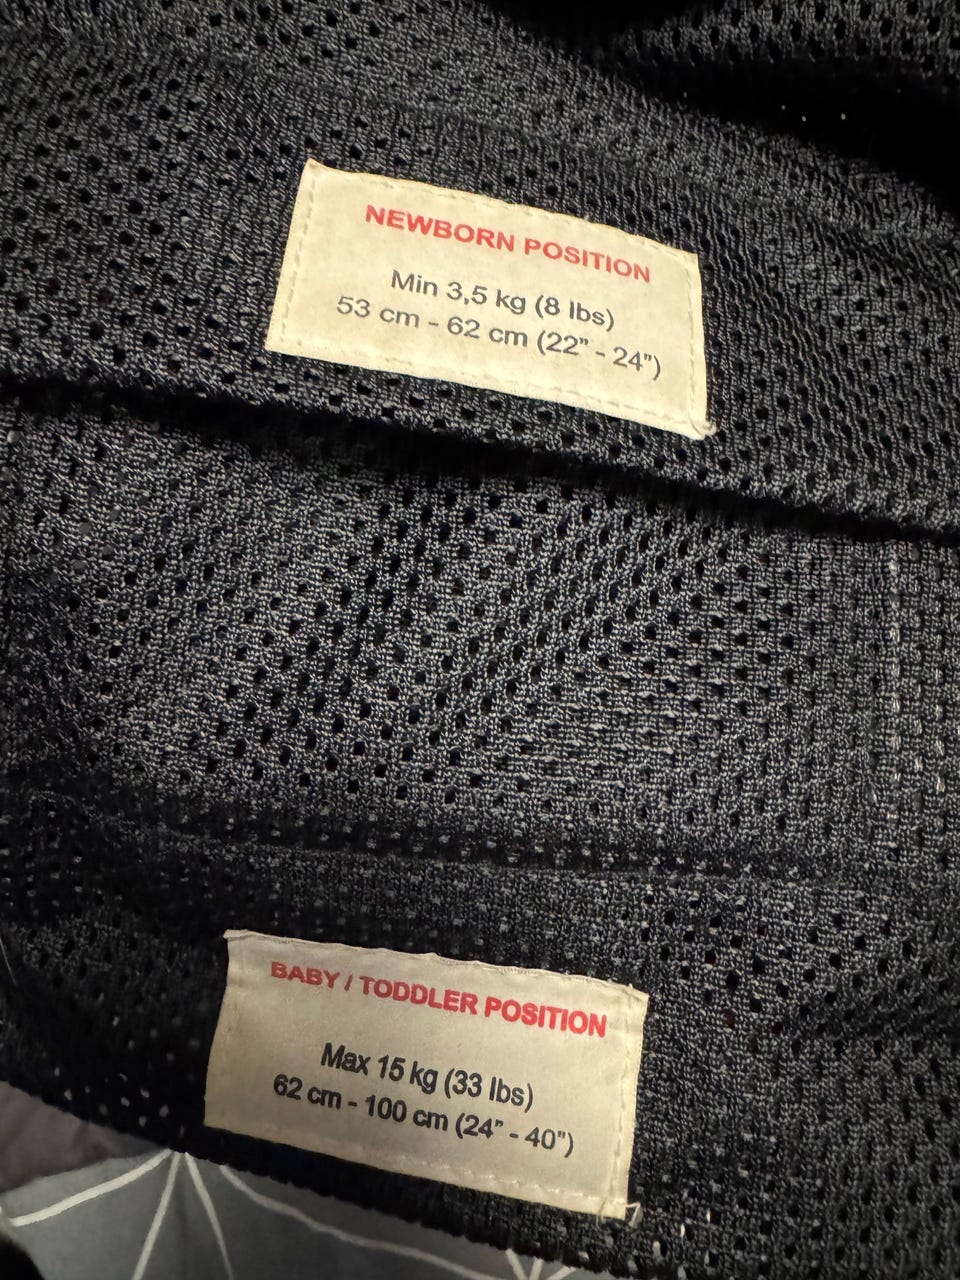 NEWBORN POSITION
Min 3,5 kg (8 lbs)
53 cm - 62 cm (22” - 24”)
BABY / TODDLER POSITION
Max 15 kg (33 lbs)
62 cm - 100 cm (24” - 40”)